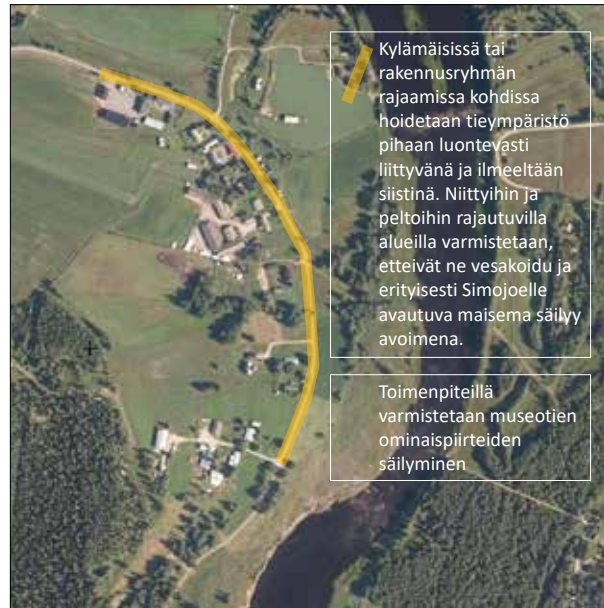 Kylämäisissä tai
rakennusryhmän
rajaamissa kohdissa
hoidetaan tieympäristö
pihaan luontevasti
liittyvänä ja ilmeeltään
siistinä. Niittyihin ja
peltoihin rajautuvilla
alueilla varmistetaan,
etteivät ne vesakoidu ja
erityisesti Simojoelle
avautuva maisema säilyy
avoimena.
Toimenpiteillä
varmistetaan museotien
ominaispiirteiden
säilyminen